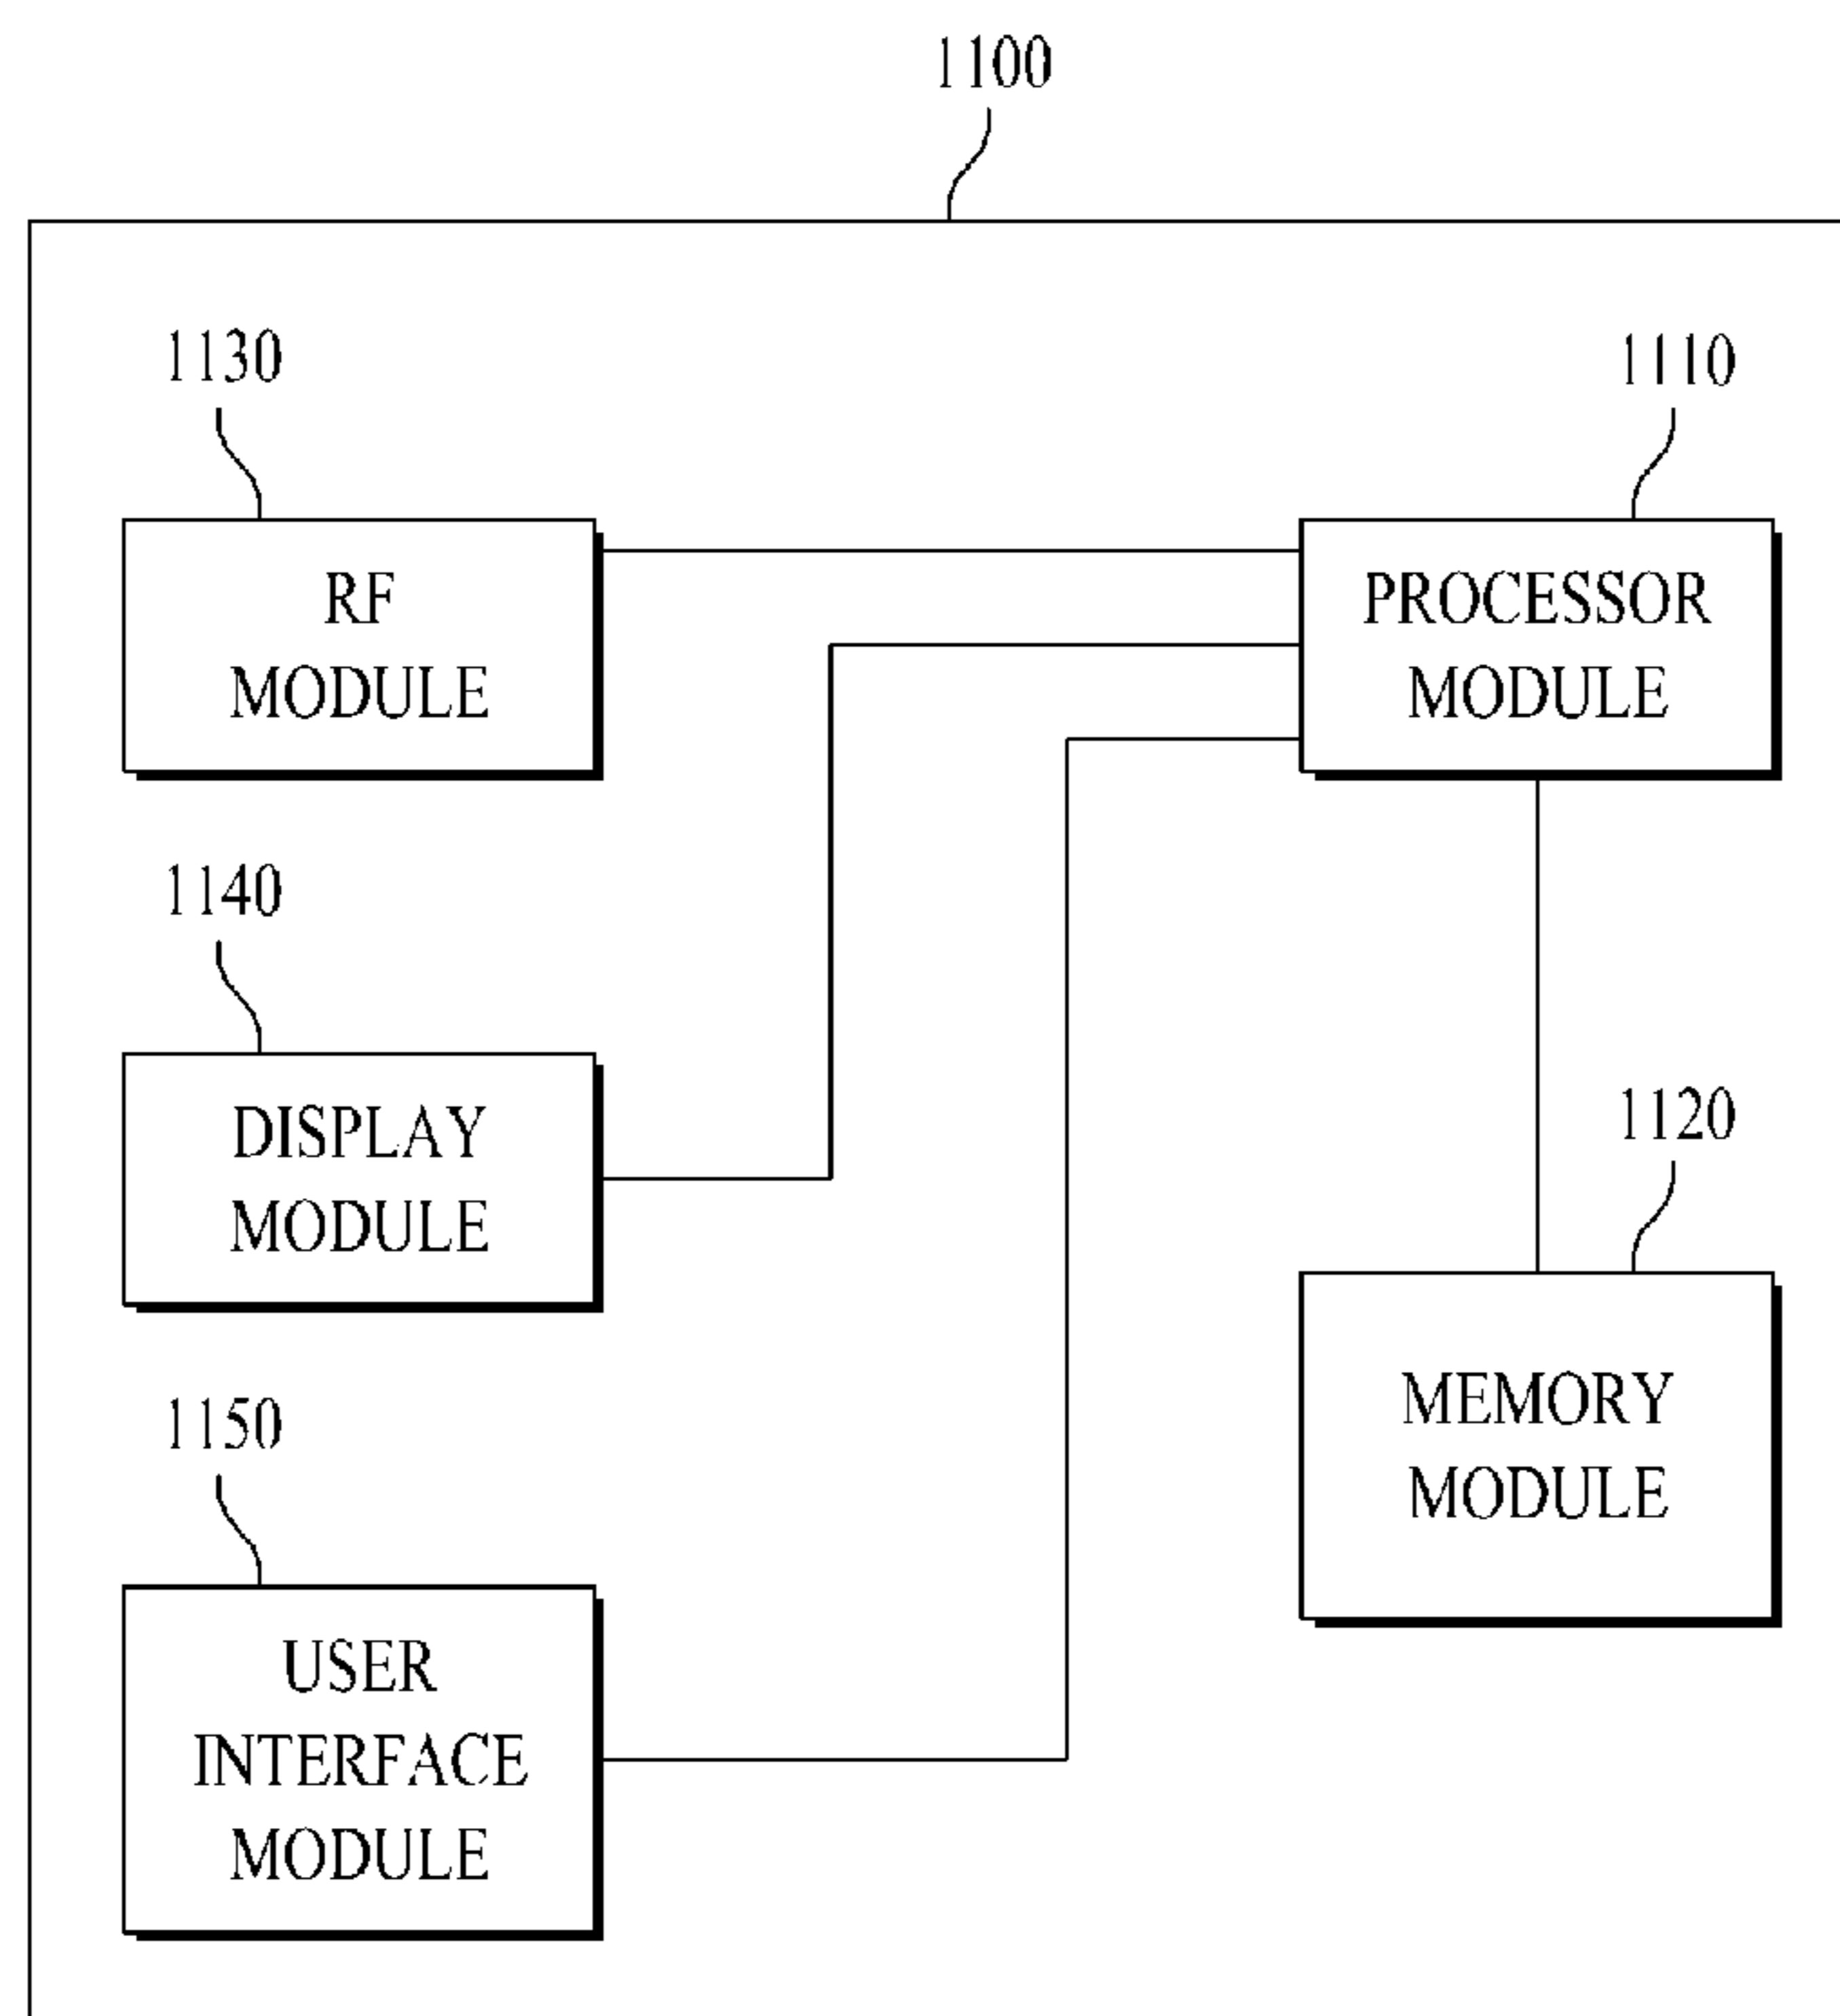 1100
1130
1110
RF
MODULE
PROCESSOR
MODULE
1140
DISPLAY
MODULE
1120
MEMORY
MODULE
1150
USER
INTERFACE
MODULE